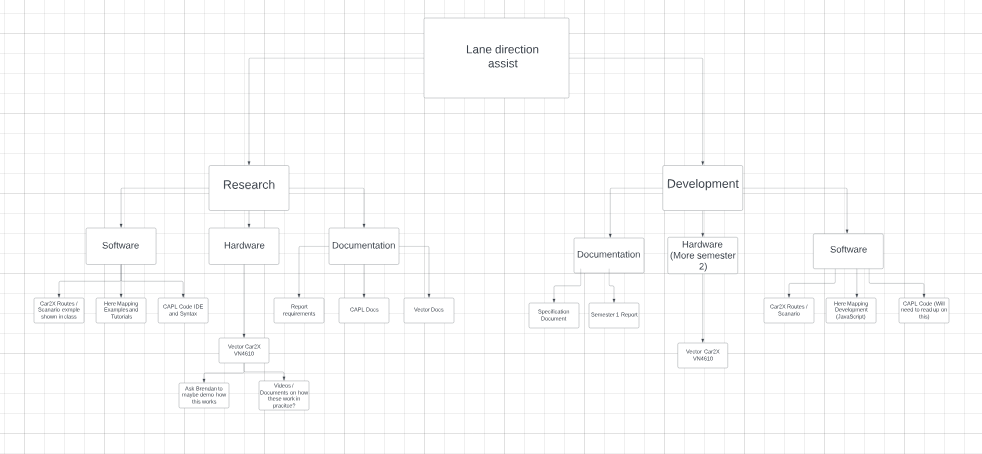 Lane direction
assist
Research
Development
Software
Hardware
Documentation
Documentation
Hardware
(More semester
2)
Software
Car2X Routes /
Scanario exmple
shown in class
Here Mapping
Examples and
Tutorials
CAPL Code IDE
and Syntax
Report
requirements
CAPL Docs
Vector Docs
Specification
Document
Semester 1 Report
Car2X Routes /
Scenario
Here Mapping
Development
(JavaScript)
CAPL Code (Will
need to read up on
this)
Vector Car2X
VN4610
Vector Car2X
VN4610
Ask Brendan to
maybe demo how
this works
Videos /
Documents on how
these work in
pracitce?